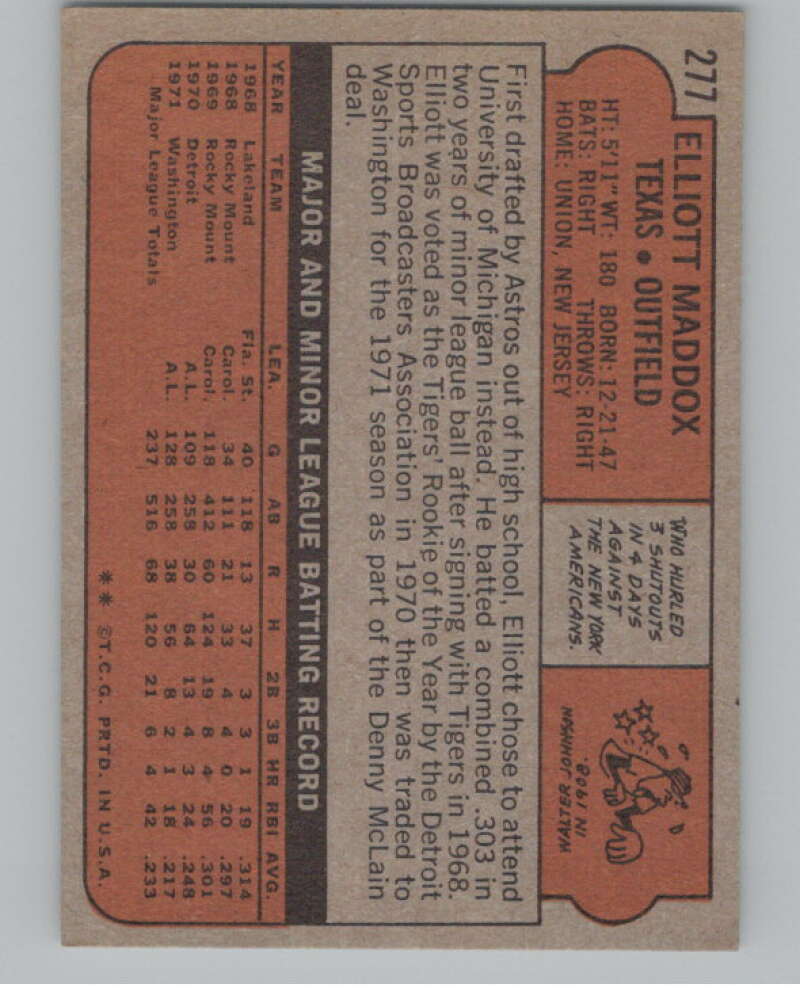 277
ELLIOTT MADDOX
TEXAS • OUTFIELD
HT: 5'11" WT: 180 BORN: 12-21-47
BATS: RIGHT THROWS: RIGHT
HOME: UNION, NEW JERSEY
WHO HURLED
3 SHUTOUTS
IN 4 DAYS
AGAINST
THE NEW YORK
AMERICANS.
WALTER JOHNSON
IN 1908.
First drafted by Astros out of high school, Elliott chose to attend
University of Michigan instead. He batted a combined .303 in
two years of minor league ball after signing with Tigers in 1968.
Elliott was voted as the Tigers' Rookie of the Year by the Detroit
Sports Broadcasters Association in 1970 then was traded to
Washington for the 1971 season as part of the Denny McLain
deal.
MAJOR AND MINOR LEAGUE BATTING RECORD
YEAR TEAM LEA. G AB R H 2B 3B HR RBI AVG.
1968 Lakeland Fla. St. 40 118 13 37 3 3 1 19 .314
1968 Rocky Mount Carol. 34 111 21 33 4 4 0 20 .297
1969 Rocky Mount Carol. 118 412 60 124 19 8 4 56 .301
1970 Detroit A.L. 109 258 30 64 13 4 3 24 .248
1971 Washington A.L. 128 258 38 56 8 2 1 18 .217
Major League Totals 237 516 68 120 21 6 4 42 .233
** ©T.C.G. PRTD. IN U.S.A.